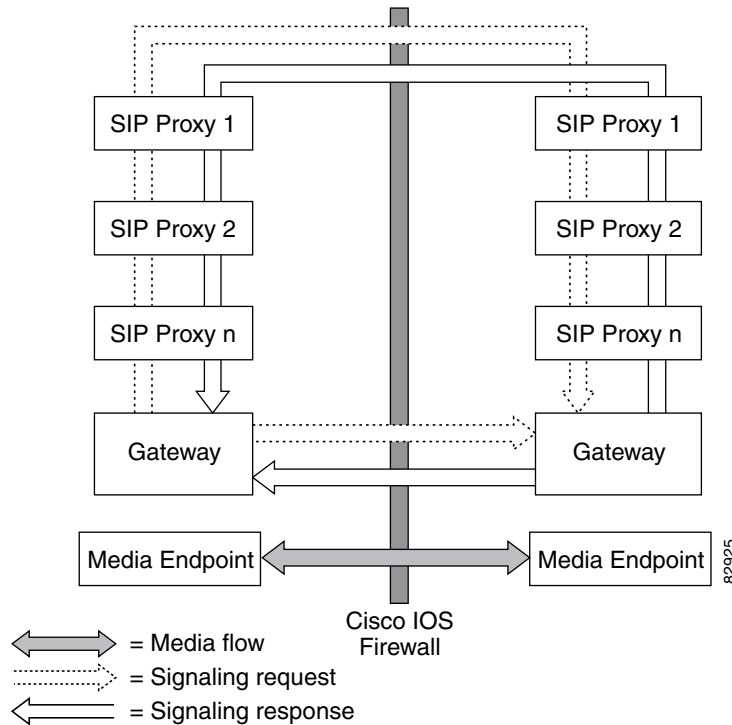 SIP Proxy 1
SIP Proxy 1
SIP Proxy 2
SIP Proxy 2
SIP Proxy n
SIP Proxy n
Gateway
Gateway
Media Endpoint
Media Endpoint
82925
Cisco IOS
Firewall
= Media flow
= Signaling request
= Signaling response